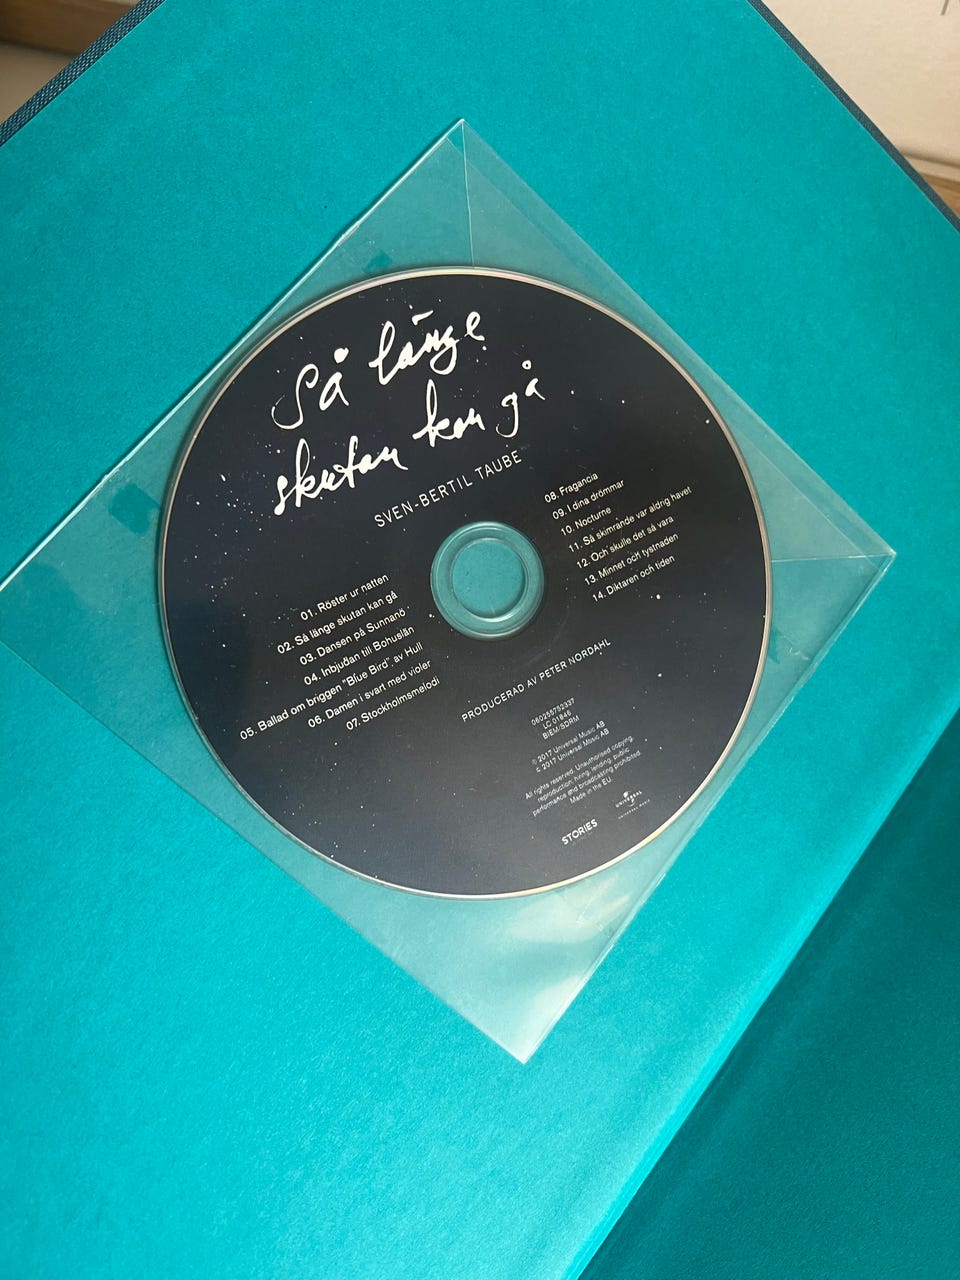 Så länge
skutan kan gå
SVEN-BERTIL TAUBE
01. Röster ur natten
02. Så länge skutan kan gå
03. Dansen på Sunnanö
04. Inbjudan till Bohuslän
05. Ballad om briggen "Blue Bird" av Hull
06. Damen i svart med violer
07. Stockholmsmelodi
08. Fragancia
09. I dina drömmar
10. Nocturne
11. Så skimrande var aldrig havet
12. Och skulle det så vara
13. Minnet och tystnaden
14. Diktaren och tiden
PRODUCERAD AV PETER NORDAHL
060255752327
LC 01846
BIEM/SDRM
℗ 2017 Universal Music AB
c 2017 Universal Music AB
All rights reserved. Unauthorised copying,
reproduction, hiring, lending, public
performance and broadcasting prohibited.
Made in the EU.
STORIES
UNIVERSAL
UNIVERSAL MUSIC